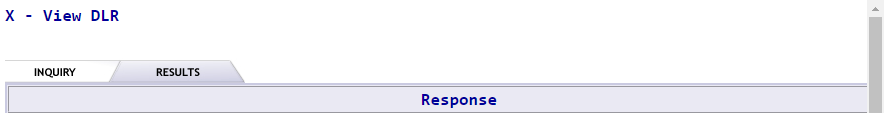 X - View DLR
INQUIRY RESULTS
Response